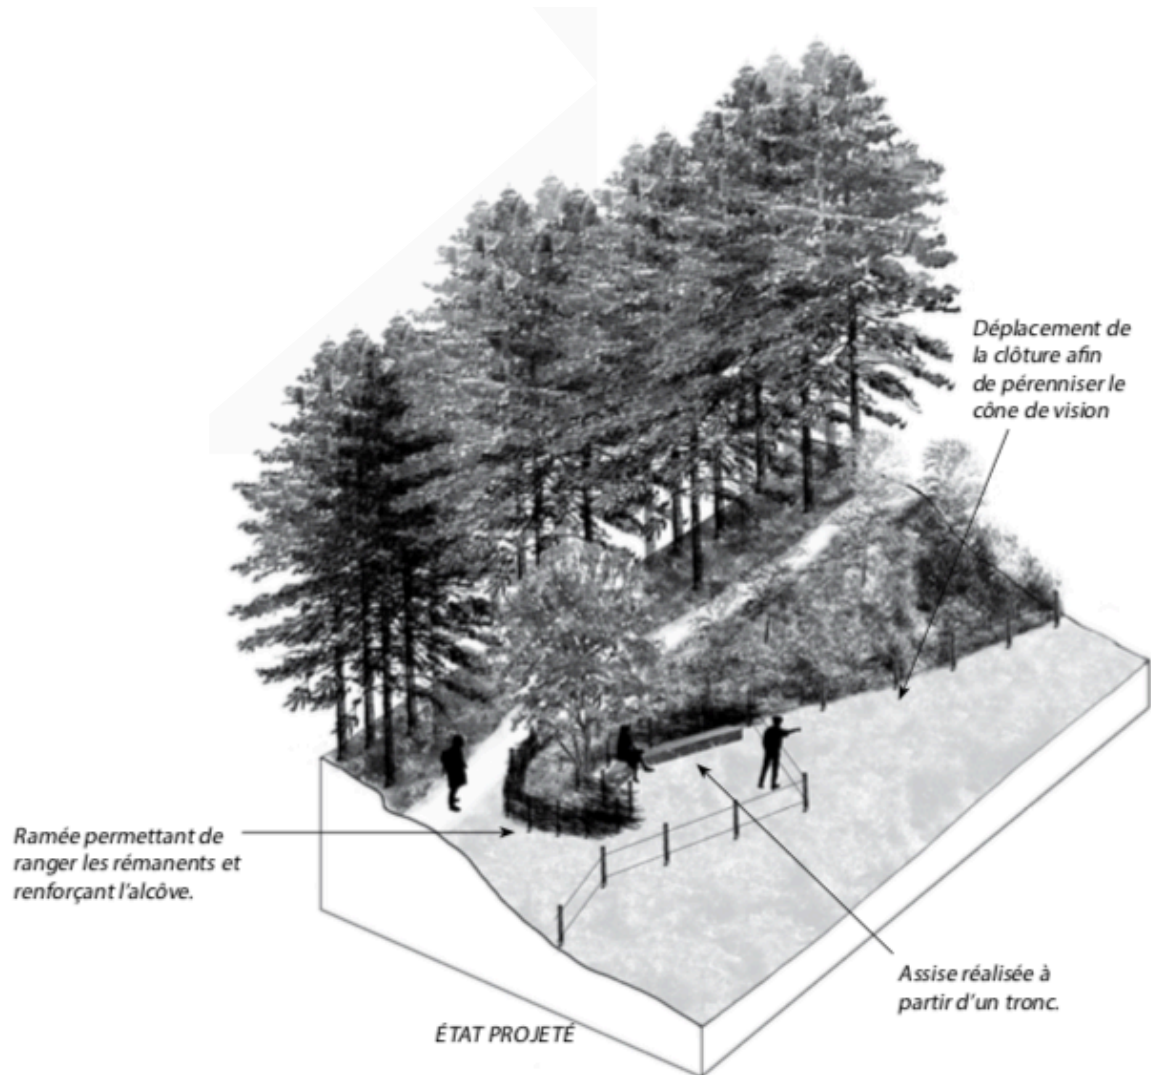 Déplacement de
la clôture afin
de pérenniser le
cône de vision
Ramée permettant de
ranger les rémanents et
renforçant l'alcôve.
Assise réalisée à
partir d'un tronc.
ÉTAT PROJETÉ